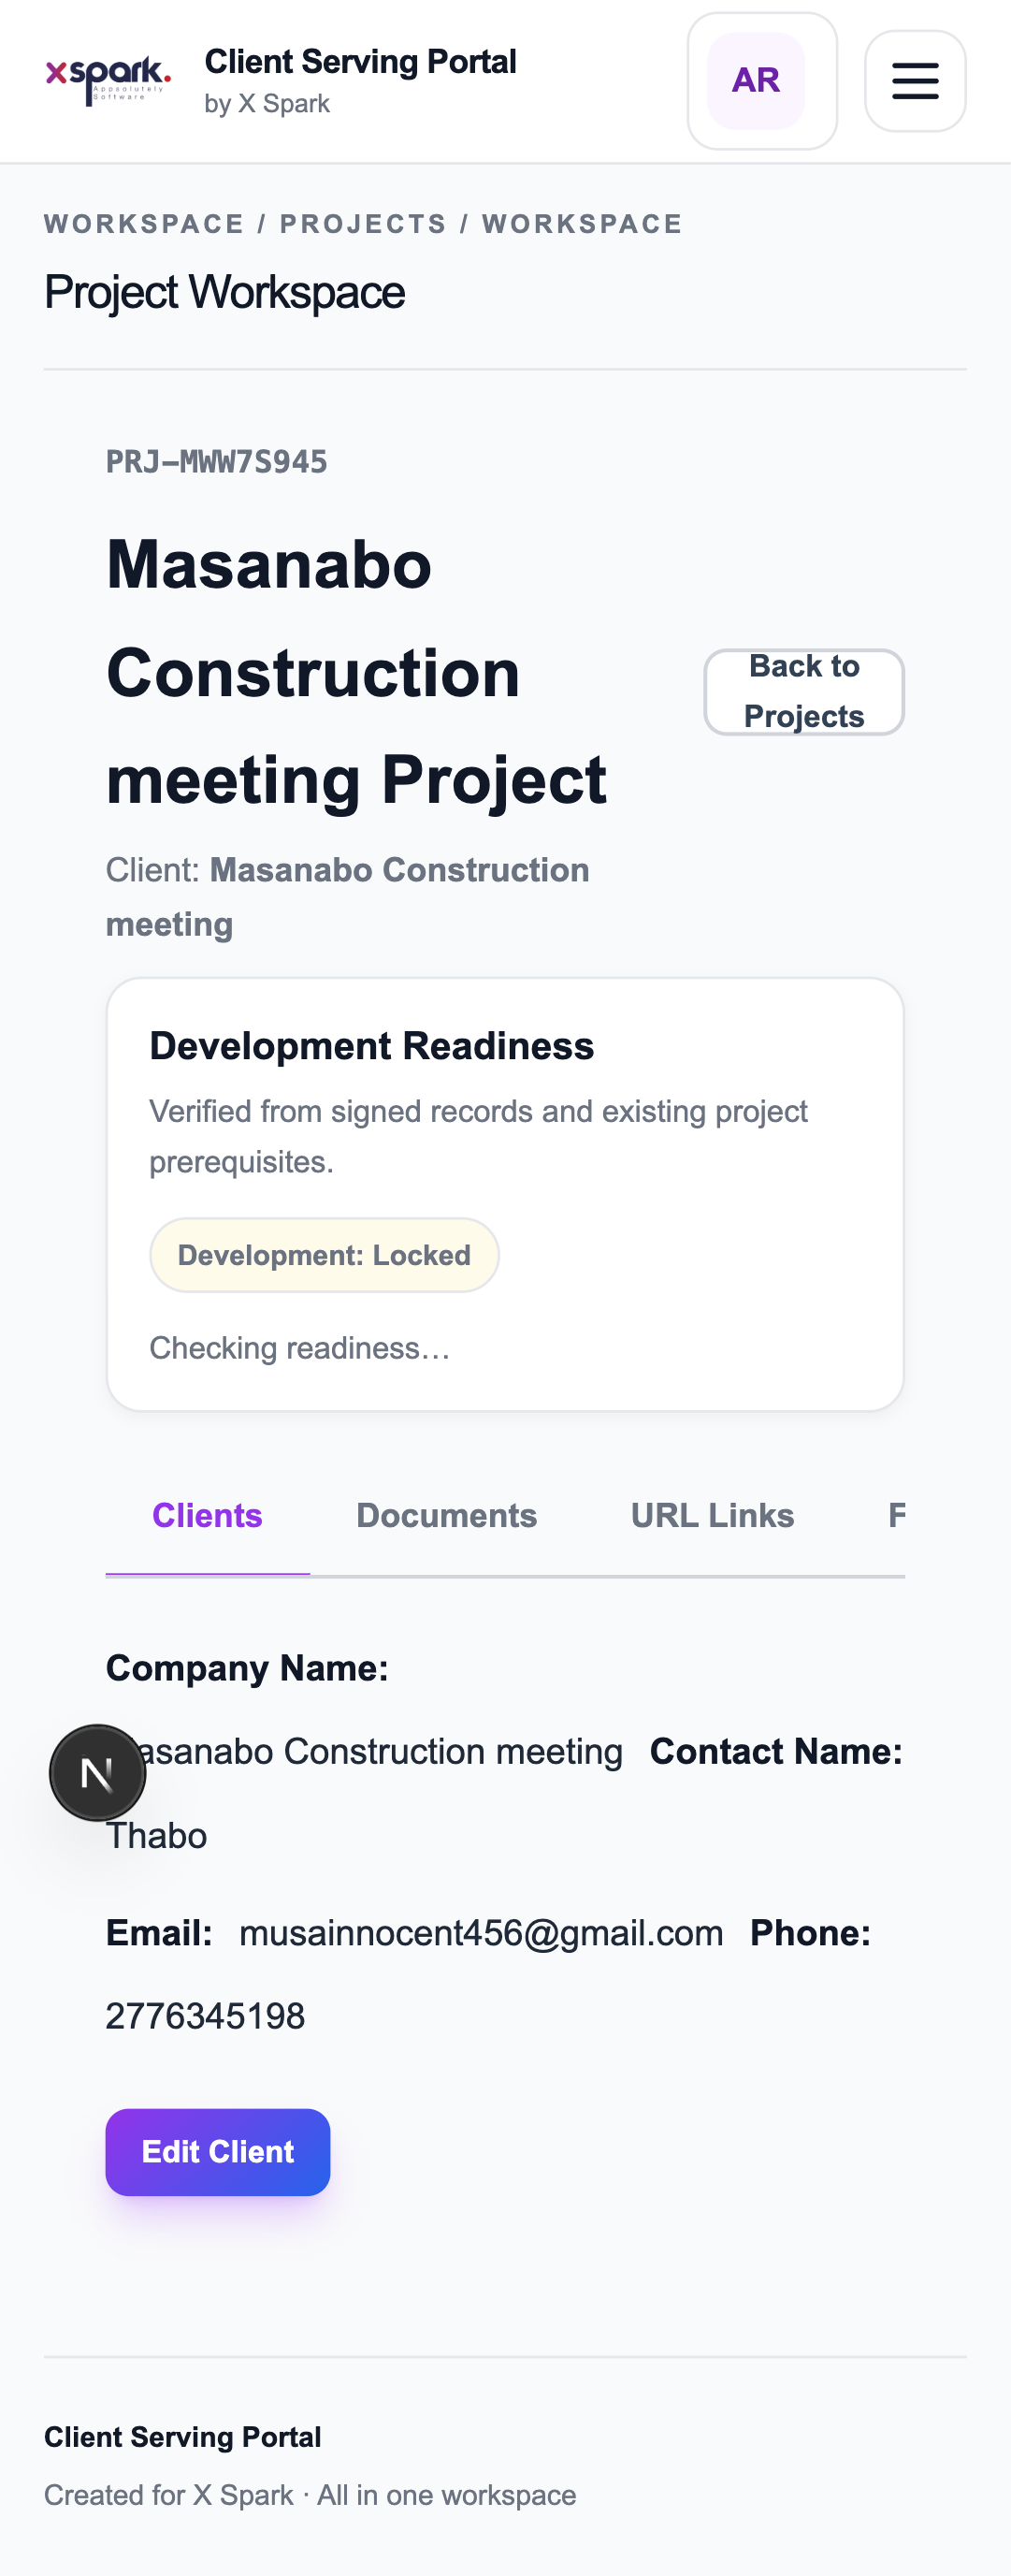 xspark.
Appsolutely
Software
Client Serving Portal
by X Spark
AR
WORKSPACE / PROJECTS / WORKSPACE
Project Workspace
PRJ-MWW7S945
Masanabo
Construction
meeting Project
Back to
Projects
Client: Masanabo Construction
meeting
Development Readiness
Verified from signed records and existing project
prerequisites.
Development: Locked
Checking readiness…
Clients Documents URL Links F
Company Name:
asanabo Construction meeting Contact Name:
N
Thabo
Email: musainnocent456@gmail.com Phone:
2776345198
Edit Client
Client Serving Portal
Created for X Spark · All in one workspace